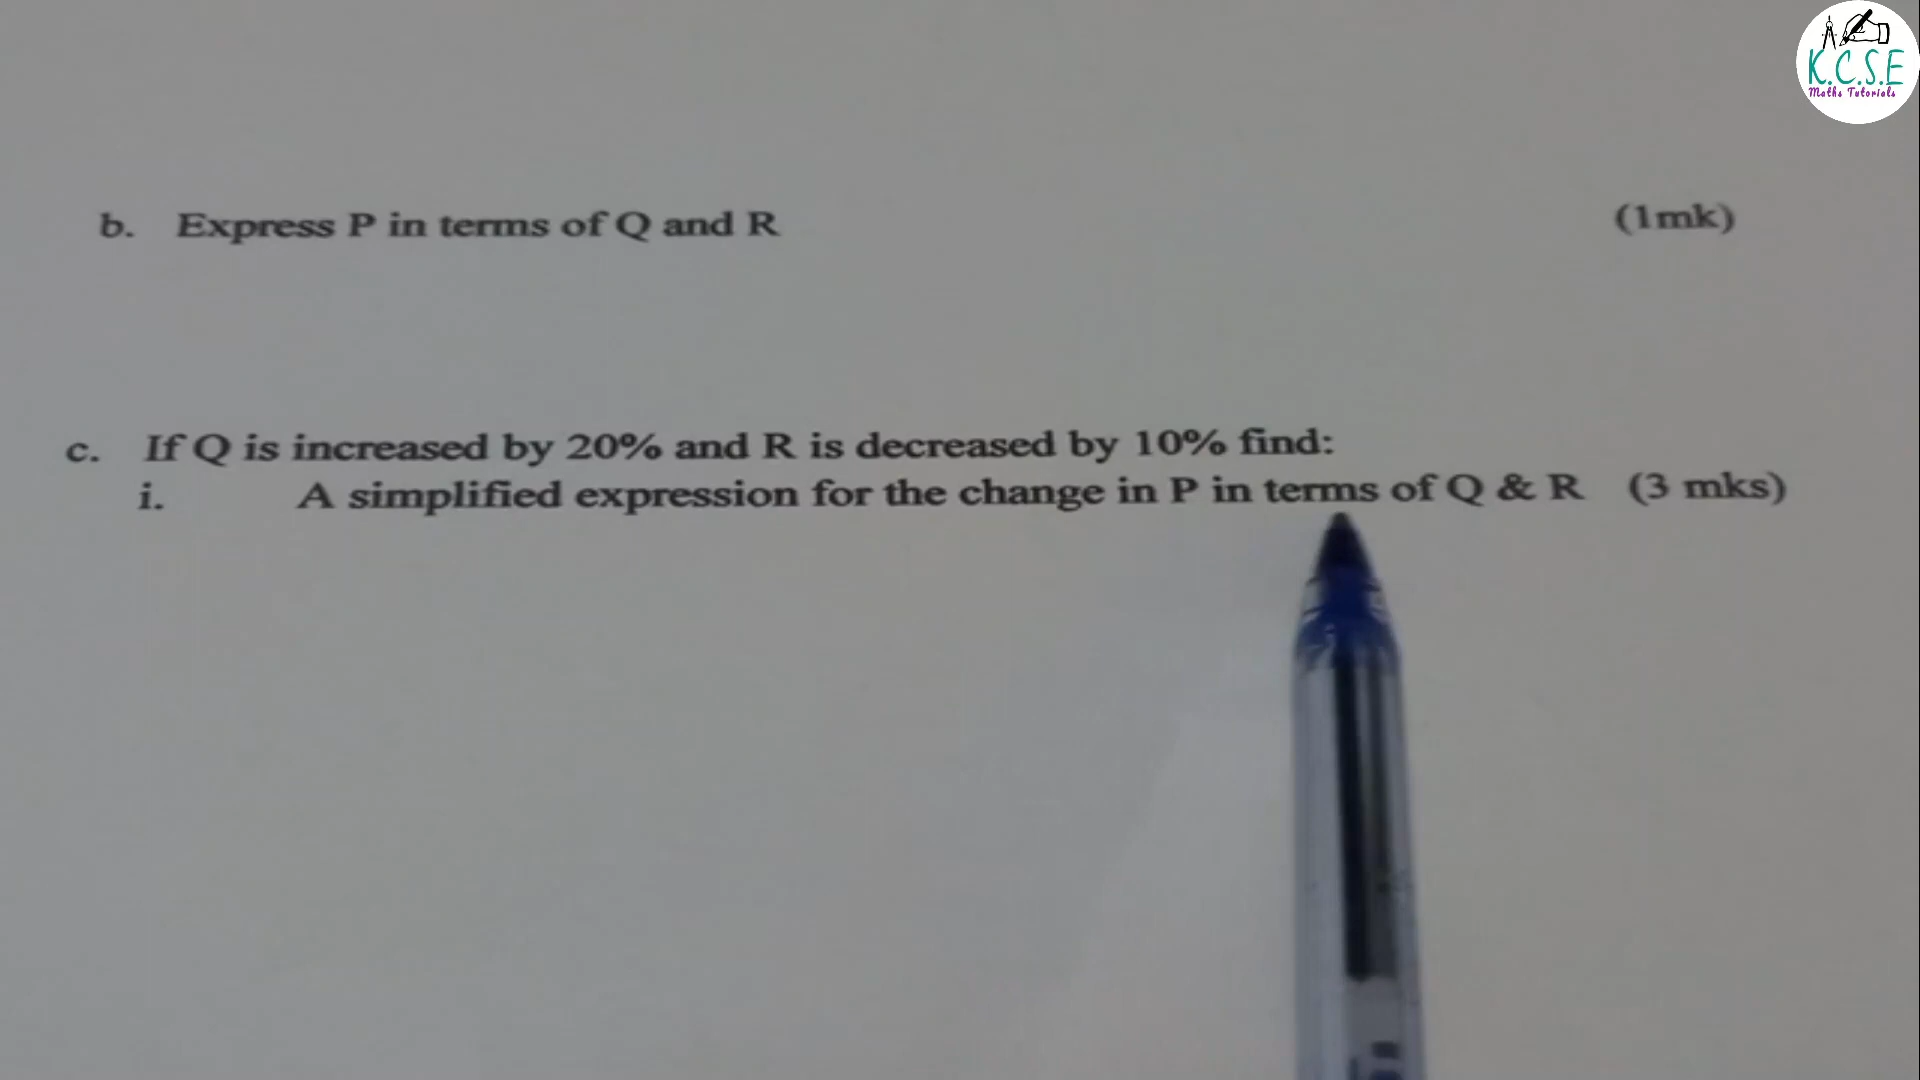 K.C.S.E
Maths Tutorials
b. Express P in terms of Q and R (1mk)
c. If Q is increased by 20% and R is decreased by 10% find:
i. A simplified expression for the change in P in terms of Q & R (3 mks)